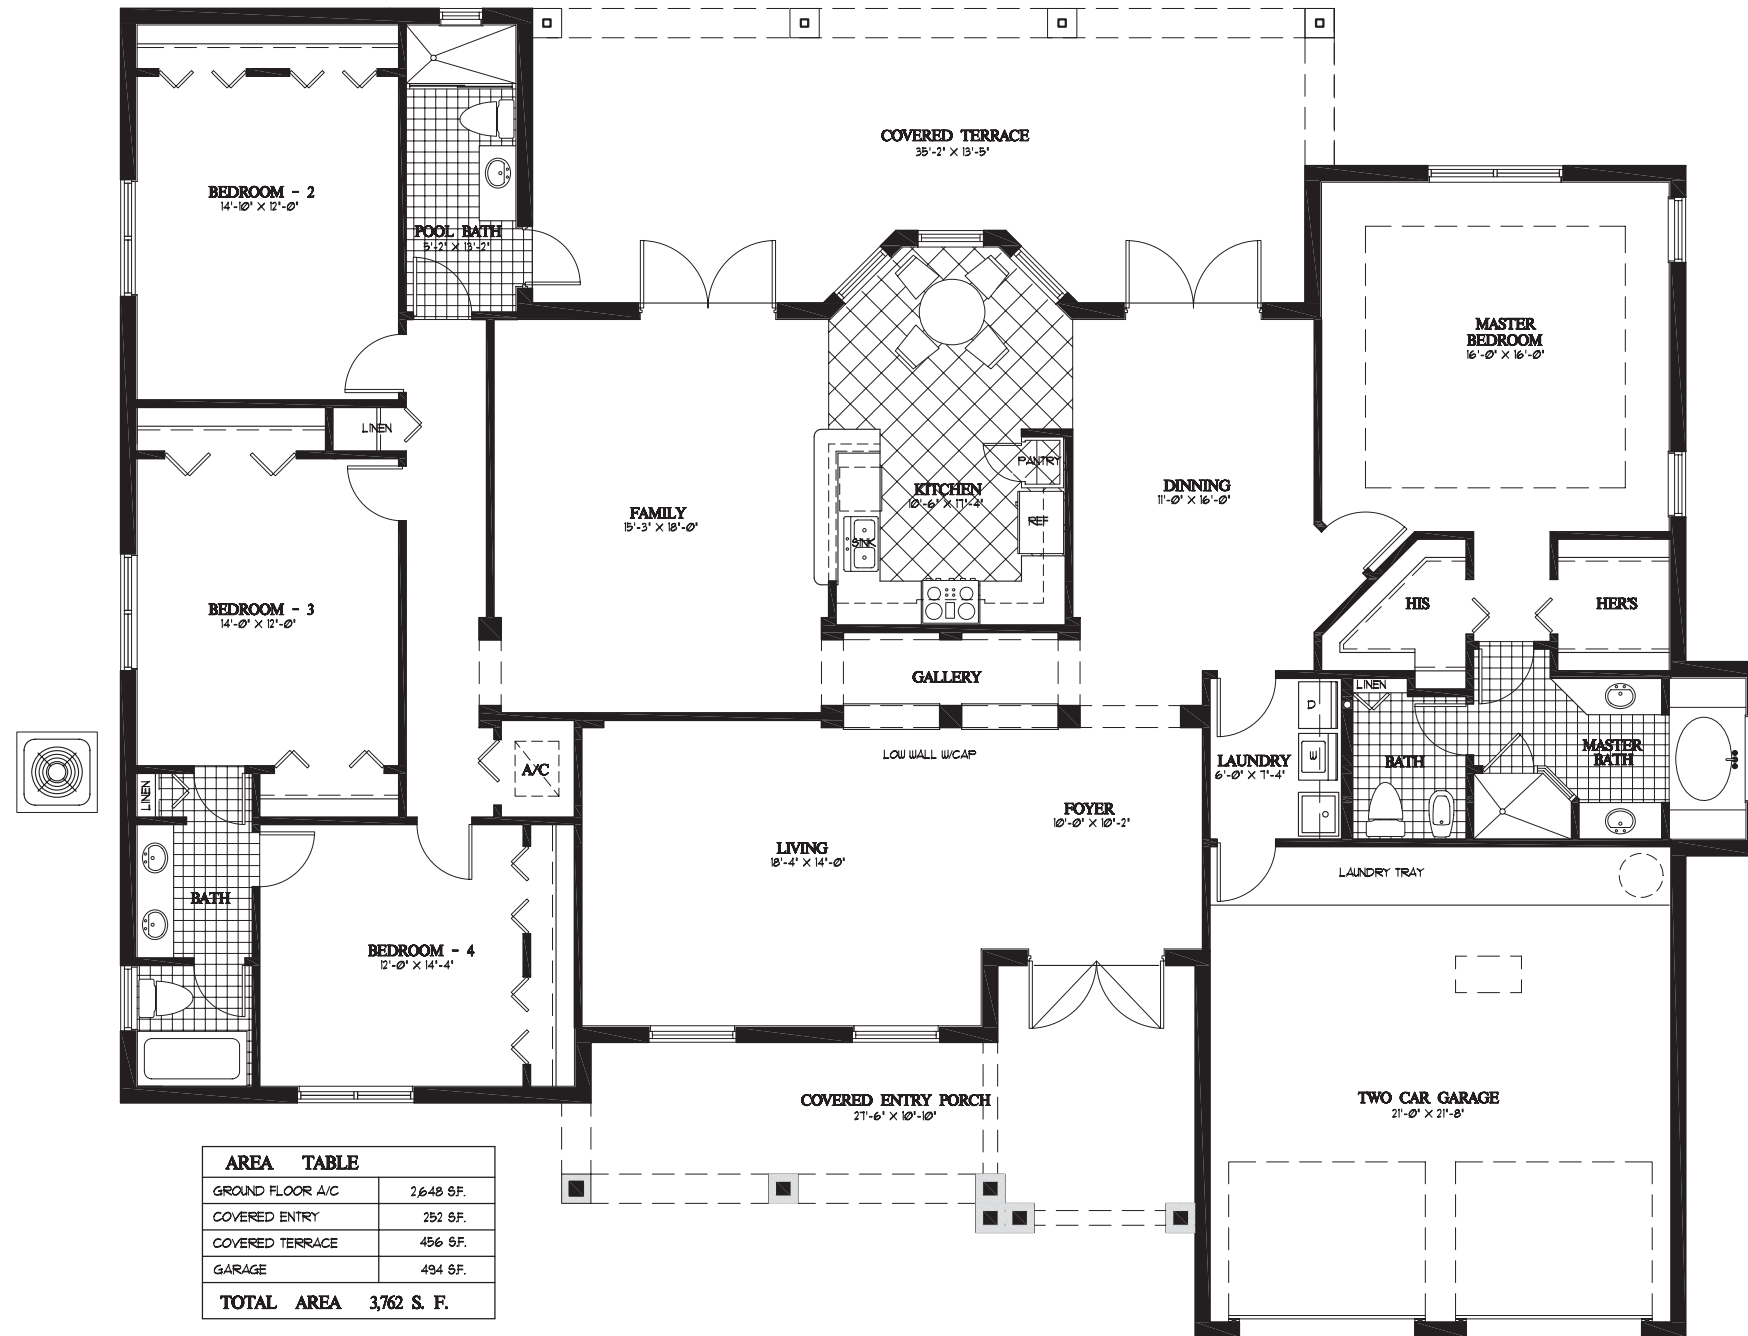 COVERED TERRACE
35'-2" X 13'-5"
BEDROOM - 2
14'-10" X 12'-0"
POOL BATH
5'-2" X 13'-2"
MASTER
BEDROOM
16'-0" X 16'-0"
LINEN
PANTRY
KITCHEN
10'-6" X 17'-4"
DINNING
11'-0" X 16'-0"
FAMILY
15'-3" X 18'-0"
REF
SINK
BEDROOM - 3
14'-0" X 12'-0"
HIS
HER'S
GALLERY
LINEN
D
W
LOW WALL W/CAP
A/C
LAUNDRY
6'-0" X 7'-4"
BATH
MASTER
BATH
LINEN
FOYER
10'-0" X 10'-2"
LIVING
18'-4" X 14'-0"
LAUNDRY TRAY
BATH
BEDROOM - 4
12'-0" X 14'-4"
COVERED ENTRY PORCH
27'-6" X 10'-10"
TWO CAR GARAGE
21'-0" X 21'-8"
AREA TABLE
GROUND FLOOR A/C 2,648 S.F.
COVERED ENTRY 252 S.F.
COVERED TERRACE 456 S.F.
GARAGE 494 S.F.
TOTAL AREA 3,762 S. F.